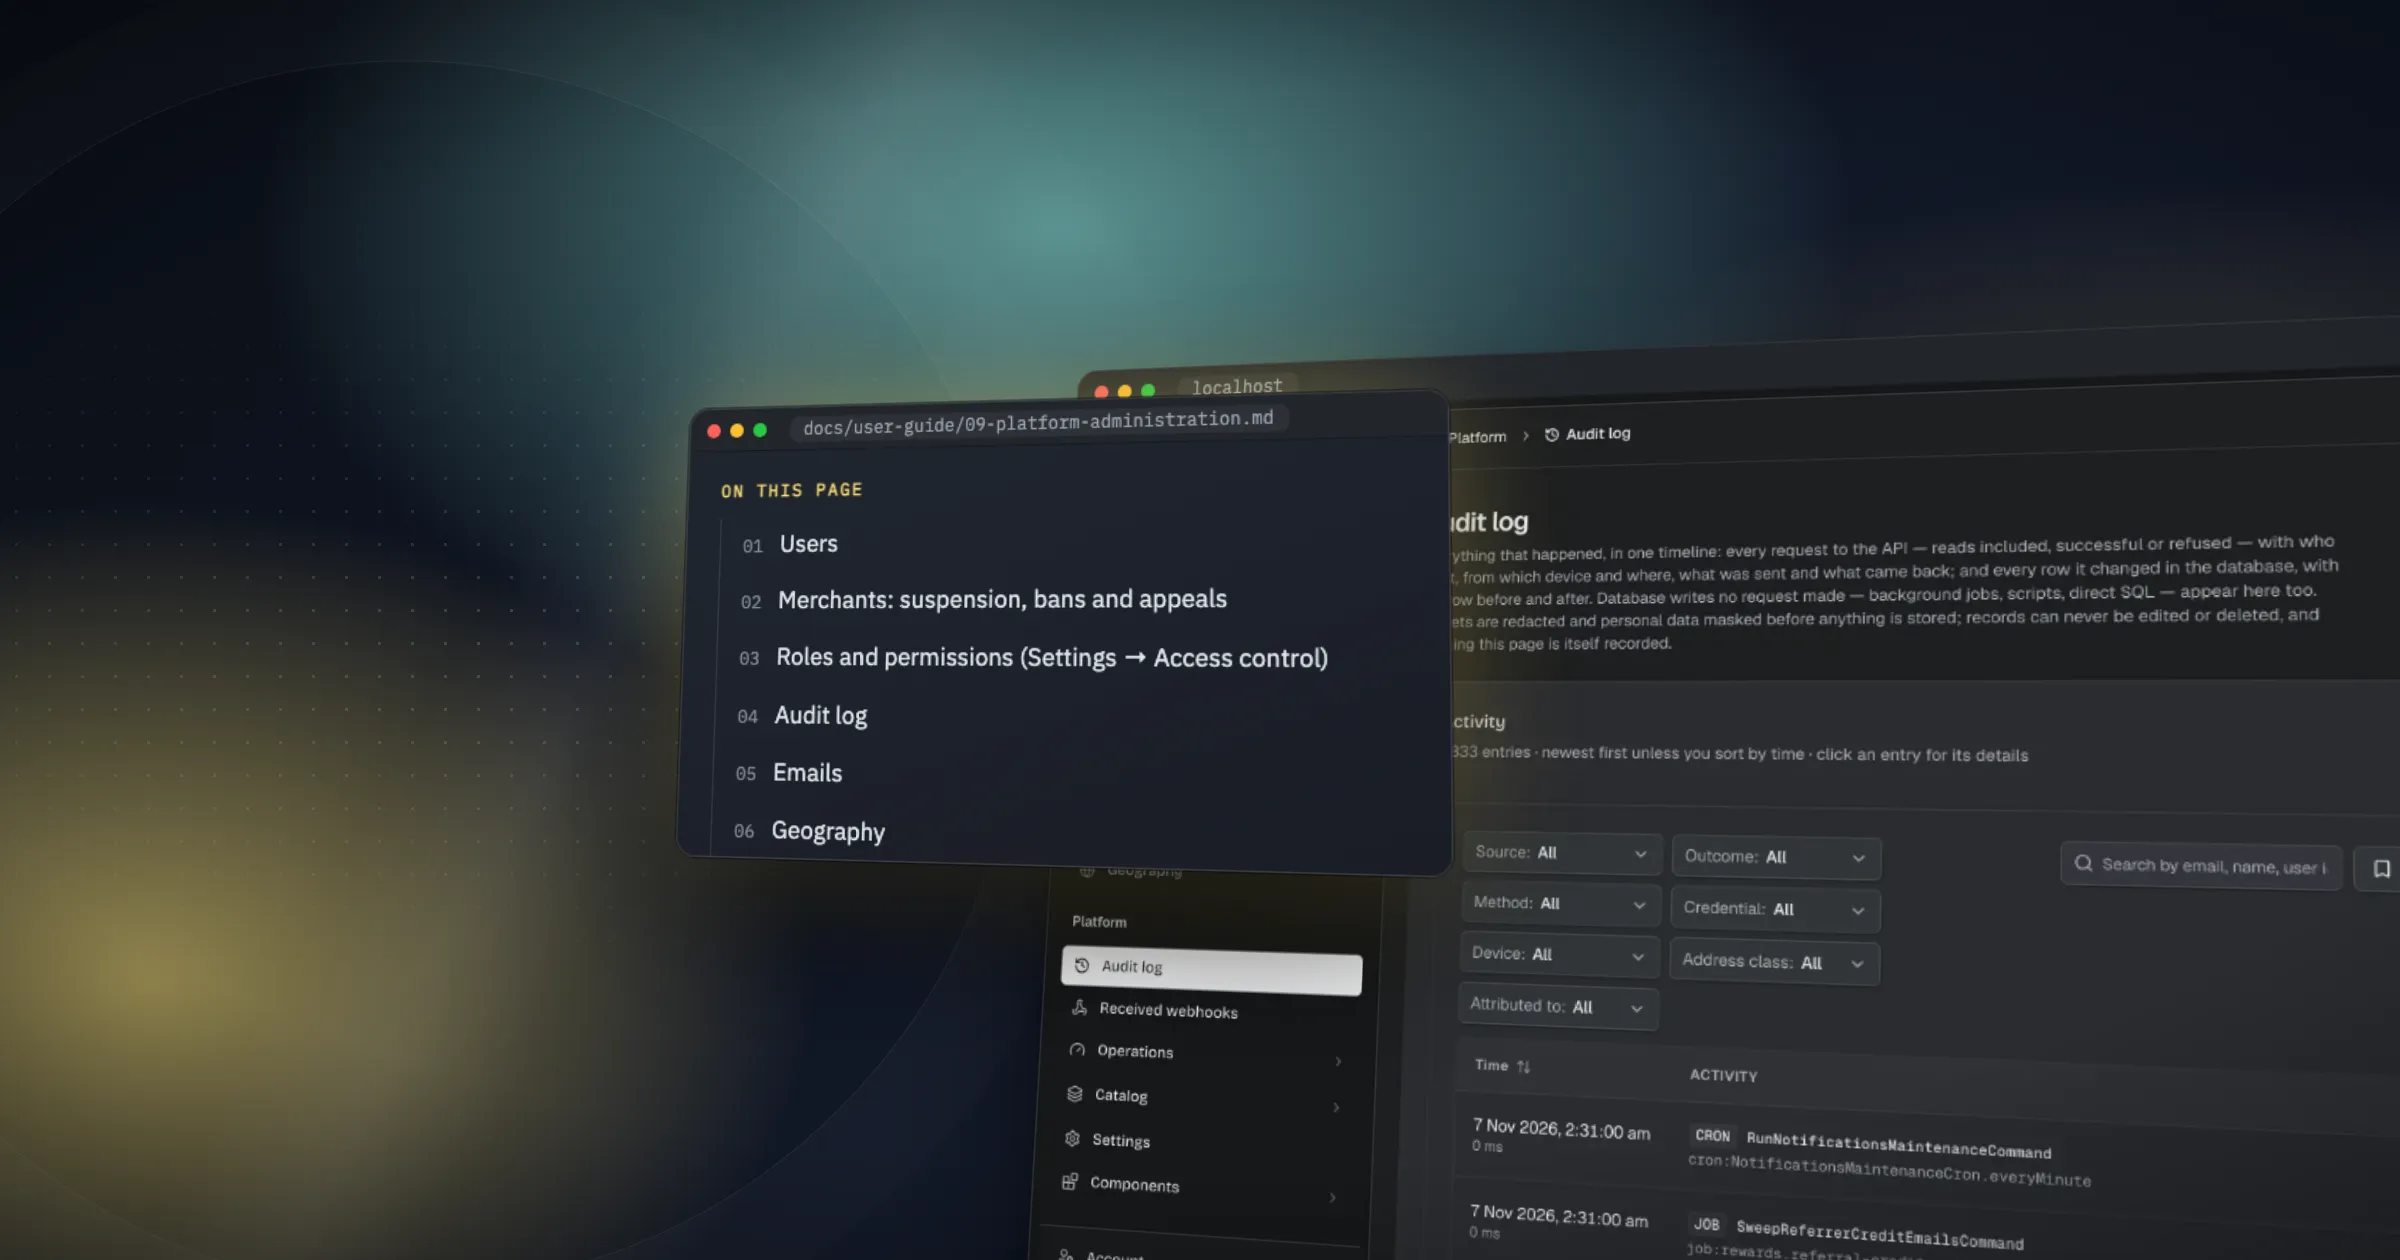 localhost
docs/user-guide/09-platform-administration.md
ON THIS PAGE
01 Users
02 Merchants: suspension, bans and appeals
03 Roles and permissions (Settings → Access control)
04 Audit log
05 Emails
06 Geography
Platform > Audit log
udit log
ything that happened, in one timeline: every request to the API — reads included, successful or refused — with who
t, from which device and where, what was sent and what came back; and every row it changed in the database, with
ow before and after. Database writes no request made — background jobs, scripts, direct SQL — appear here too.
ets are redacted and personal data masked before anything is stored; records can never be edited or deleted, and
ing this page is itself recorded.
ctivity
333 entries · newest first unless you sort by time · click an entry for its details
Source: All
Outcome: All
Search by email, name, user i
Method: All
Credential: All
Device: All
Address class: All
Attributed to: All
Time
ACTIVITY
7 Nov 2026, 2:31:00 am
0 ms
CRON RunNotificationsMaintenanceCommand
cron:NotificationsMaintenanceCron.everyMinute
7 Nov 2026, 2:31:00 am
0 ms
JOB SweepReferrerCreditEmailsCommand
Geography
Platform
Audit log
Received webhooks
Operations
Catalog
Settings
Components
Account